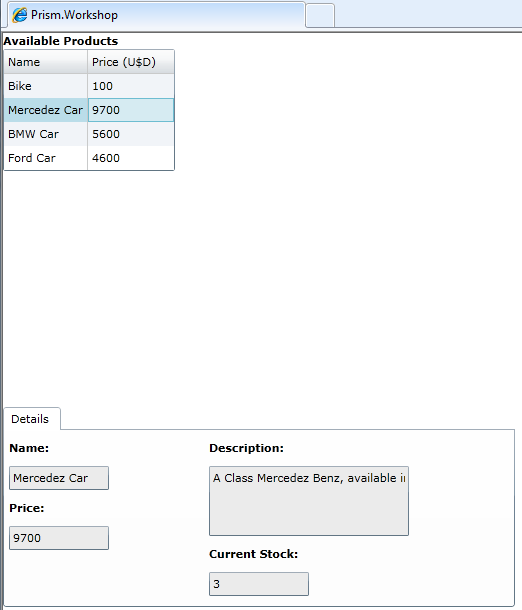 Prism.Workshop
Available Products
Name Price (U$D)
Bike 100
Mercedez Car 9700
BMW Car 5600
Ford Car 4600
Details
Name: Description:
Mercedez Car A Class Mercedez Benz, available i
Price:
9700
Current Stock:
3